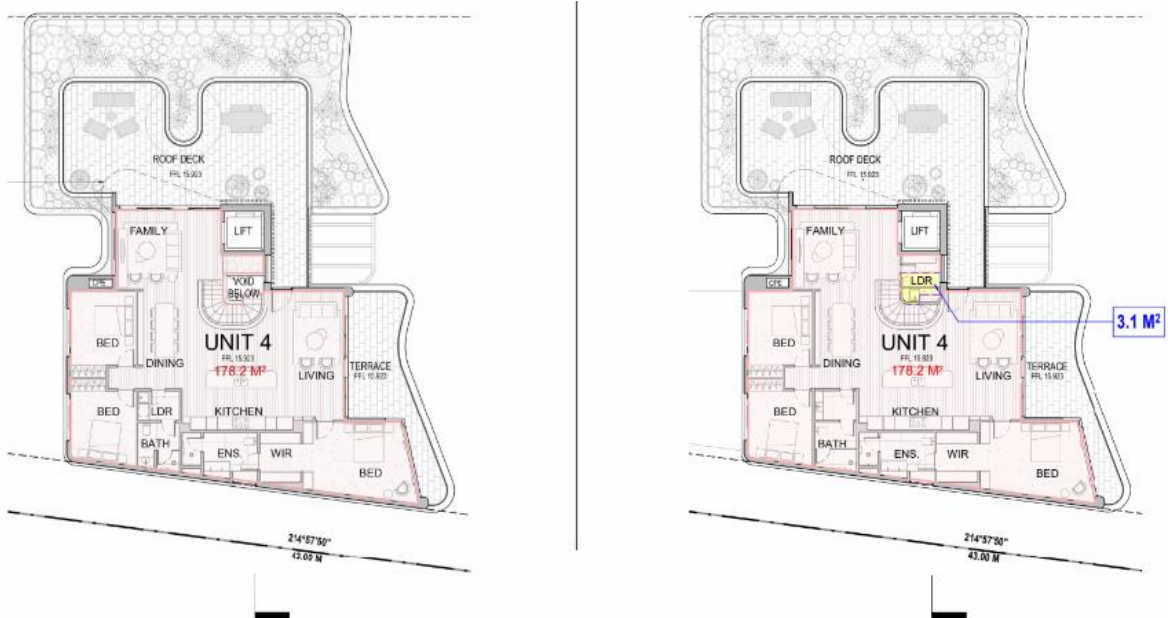 ROOF DECK
FFL 15.923
FAMILY
LIFT
CPE
VOID
BELOW
BED
UNIT 4
FFL 15.923
178.2 M²
DINING
LIVING
TERRACE
FFL 15.923
BED
LDR
KITCHEN
BATH
ENS.
WIR
BED
214°57'50"
43.00 M
ROOF DECK
FFL 15.923
FAMILY
LIFT
CPE
LDR
3.1 M²
BED
UNIT 4
FFL 15.923
178.2 M²
DINING
LIVING
TERRACE
FFL 15.923
BED
KITCHEN
BATH
ENS.
WIR
BED
214°57'50"
43.00 M